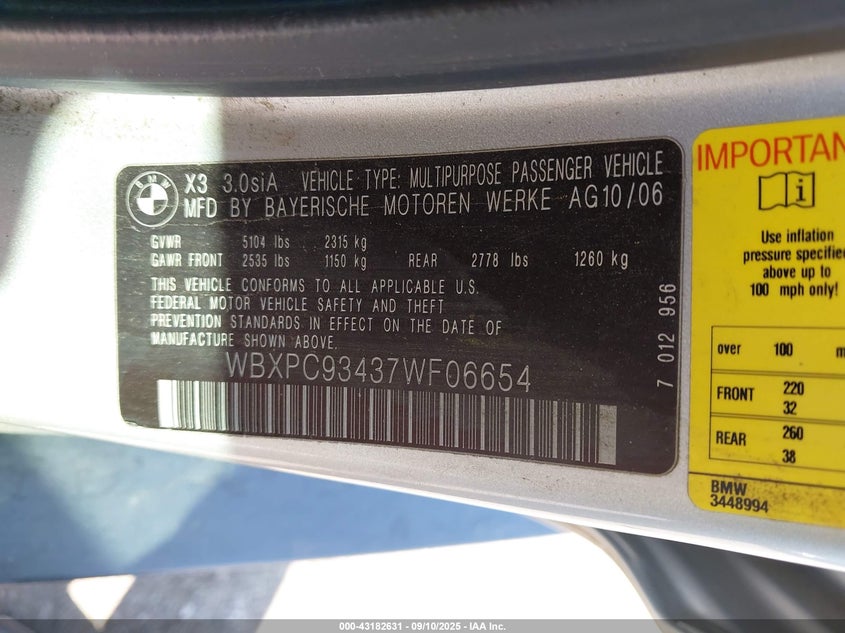 BMW
X3 3.0siA VEHICLE TYPE: MULTIPURPOSE PASSENGER VEHICLE
MFD BY BAYERISCHE MOTOREN WERKE AG10/06
GVWR 5104 lbs 2315 kg
GAWR FRONT 2535 lbs 1150 kg REAR 2778 lbs 1260 kg
THIS VEHICLE CONFORMS TO ALL APPLICABLE U.S.
FEDERAL MOTOR VEHICLE SAFETY AND THEFT
PREVENTION STANDARDS IN EFFECT ON THE DATE OF
MANUFACTURE SHOWN ABOVE.
WBXPC93437WF06654
7 012 956
IMPORTAN
i
Use inflation
pressure specified
above up to
100 mph only!
over 100 m
FRONT 220
32
REAR 260
38
BMW
3448994
000-43182631 - 09/10/2025 - IAA Inc.